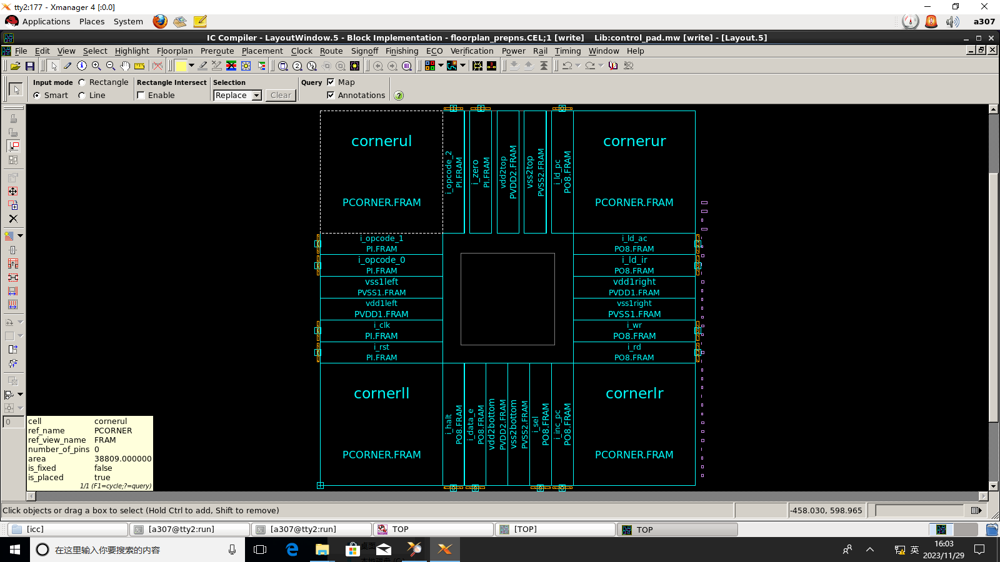 tty2:177 - Xmanager 4 [:0.0]
Applications Places System a307
IC Compiler - LayoutWindow.5 - Block Implementation - floorplan_prepns.CEL;1 [write] Lib:control_pad.mw [write] - [Layout.5]
File Edit View Select Highlight Floorplan Preroute Placement Clock Route Signoff Finishing ECO Verification Power Rail Timing Window Help
Input mode Rectangle Rectangle Intersect Selection Query Map
Smart Line Enable Replace Clear Annotations
cornerul
PCORNER.FRAM
i_opcode_2
PI.FRAM
i_zero
PI.FRAM
vdd2top
PVDD2.FRAM
vss2top
PVSS2.FRAM
i_ld_pc
PO8.FRAM
cornerur
PCORNER.FRAM
i_opcode_1
PI.FRAM
i_opcode_0
PI.FRAM
vss1left
PVSS1.FRAM
vdd1left
PVDD1.FRAM
i_clk
PI.FRAM
i_rst
PI.FRAM
i_ld_ac
PO8.FRAM
i_ld_ir
PO8.FRAM
vdd1right
PVDD1.FRAM
vss1right
PVSS1.FRAM
i_wr
PO8.FRAM
i_rd
PO8.FRAM
cornerll
PCORNER.FRAM
i_halt
PO8.FRAM
i_data_e
PO8.FRAM
vdd2bottom
PVDD2.FRAM
vss2bottom
PVSS2.FRAM
i_sel
PO8.FRAM
i_inc_pc
PO8.FRAM
cornerlr
PCORNER.FRAM
0
cell cornerul
ref_name PCORNER
ref_view_name FRAM
number_of_pins 0
area 38809.000000
is_fixed false
is_placed true
1/1 (F1=cycle;?=query)
Click objects or drag a box to select (Hold Ctrl to add, Shift to remove) -458.030, 598.965
[icc] [a307@tty2:run] [a307@tty2:run] TOP [TOP] TOP
在这里输入你要搜索的内容
英
16:03
2023/11/29